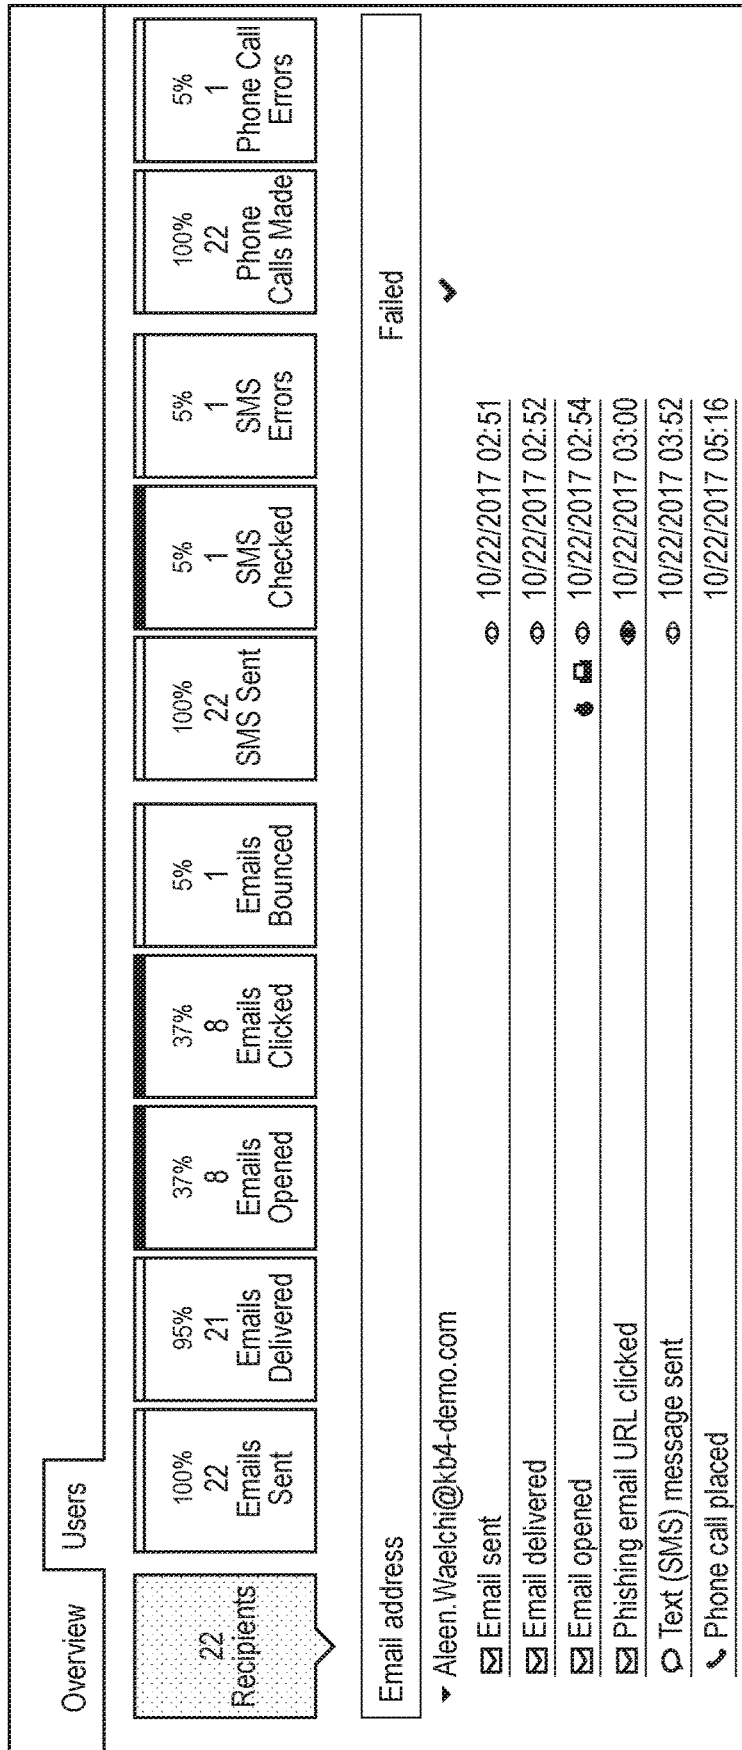 Overview
Users
22
Recipients
100%
22
Emails
Sent
95%
21
Emails
Delivered
37%
8
Emails
Opened
37%
8
Emails
Clicked
5%
1
Emails
Bounced
100%
22
SMS Sent
5%
1
SMS
Checked
5%
1
SMS
Errors
100%
22
Phone
Calls Made
5%
1
Phone Call
Errors
Email address Failed
Aleen.Waelchi@kb4-demo.com
Email sent 10/22/2017 02:51
Email delivered 10/22/2017 02:52
Email opened 10/22/2017 02:54
Phishing email URL clicked 10/22/2017 03:00
Text (SMS) message sent 10/22/2017 03:52
Phone call placed 10/22/2017 05:16